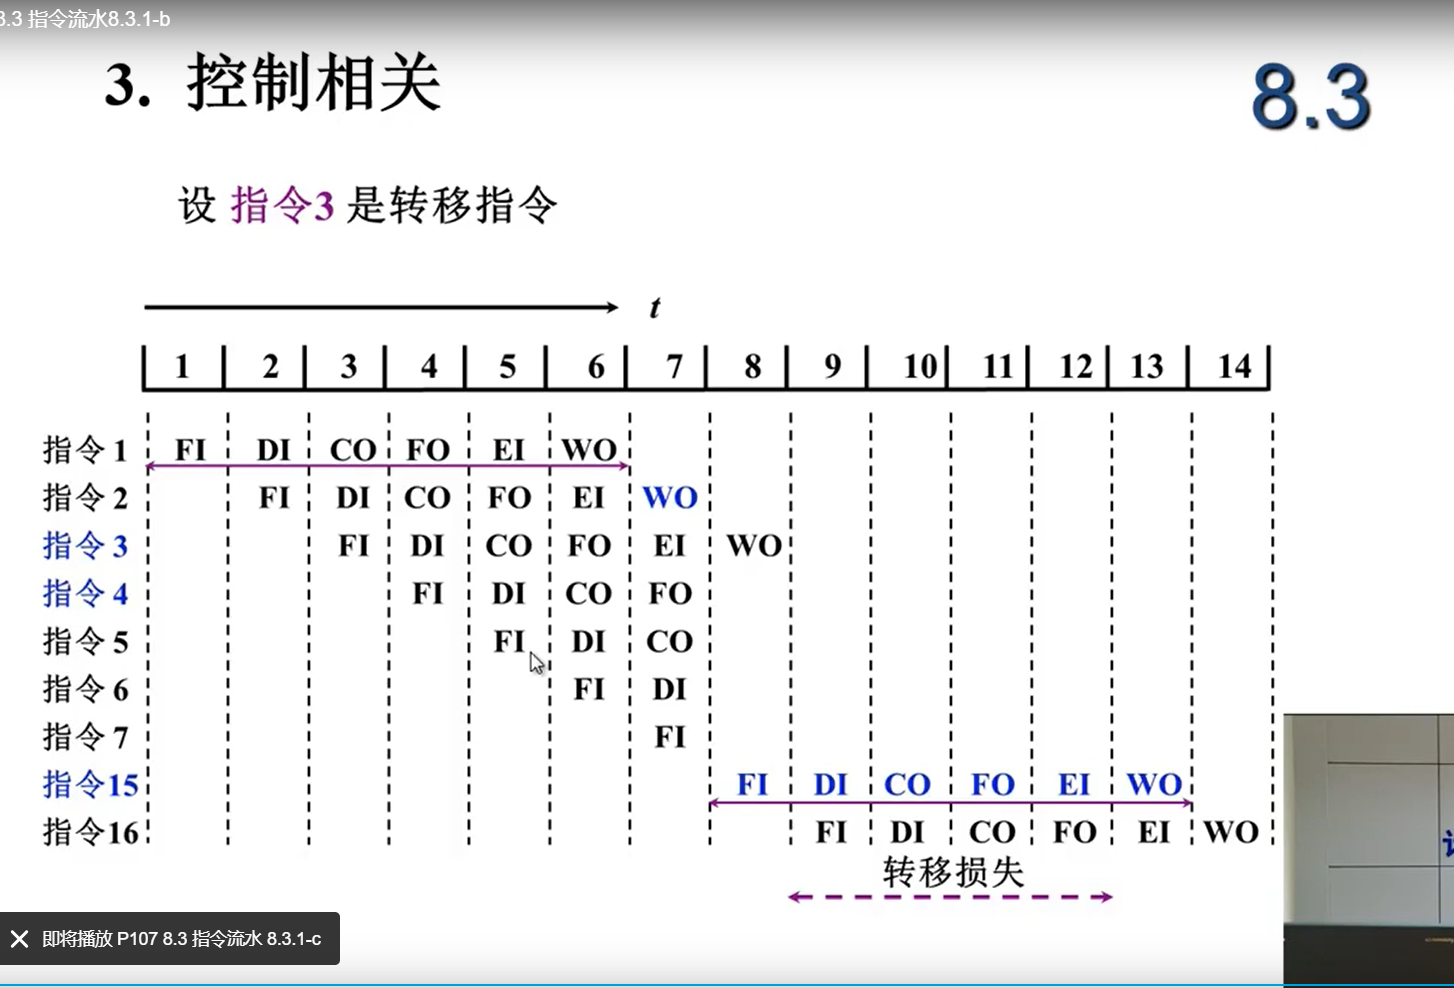 8.3 指令流水8.3.1-b
3. 控制相关
8.3
设 指令3 是转移指令
t
1 2 3 4 5 6 7 8 9 10 11 12 13 14
指令 1 FI DI CO FO EI WO
指令 2 FI DI CO FO EI WO
指令 3 FI DI CO FO EI WO
指令 4 FI DI CO FO
指令 5 FI DI CO
指令 6 FI DI
指令 7 FI
指令15 FI DI CO FO EI WO
指令16 FI DI CO FO EI WO
转移损失
即将播放 P107 8.3 指令流水 8.3.1-c